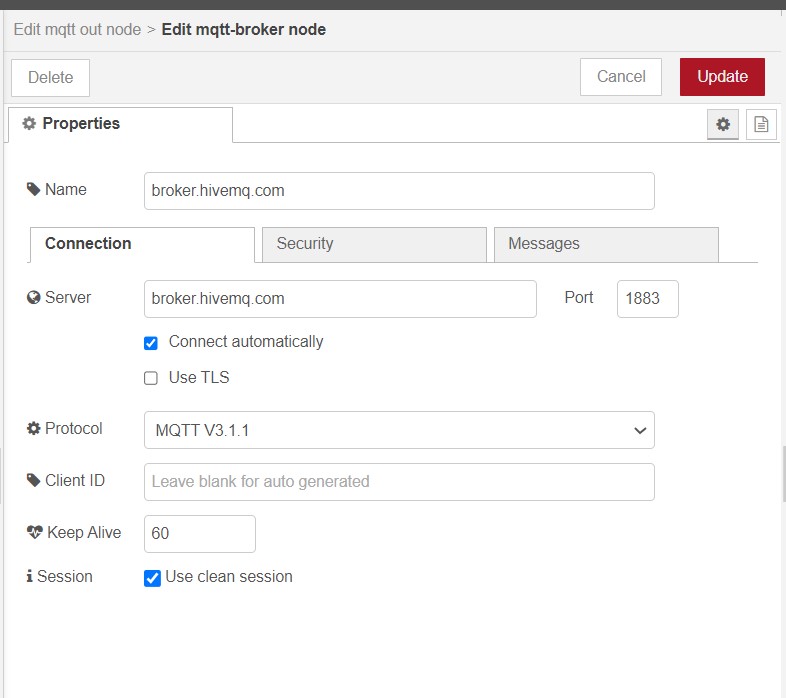 Edit mqtt out node > Edit mqtt-broker node
Delete
Cancel
Update
Properties
Name
broker.hivemq.com
Connection
Security
Messages
Server
broker.hivemq.com
Port
1883
Connect automatically
Use TLS
Protocol
MQTT V3.1.1
Client ID
Leave blank for auto generated
Keep Alive
60
Session
Use clean session